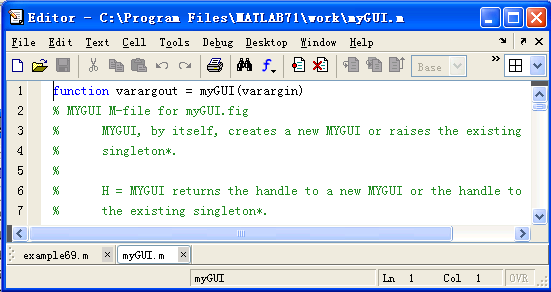 Editor - C:\Program Files\MATLAB71\work\myGUI.m
File Edit Text Cell Tools Debug Desktop Window Help
Base
1 function varargout = myGUI(varargin)
2 % MYGUI M-file for myGUI.fig
3 % MYGUI, by itself, creates a new MYGUI or raises the existing
4 % singleton*.
5 %
6 % H = MYGUI returns the handle to a new MYGUI or the handle to
7 % the existing singleton*.
example69.m myGUI.m
myGUI Ln 1 Col 1 OVR